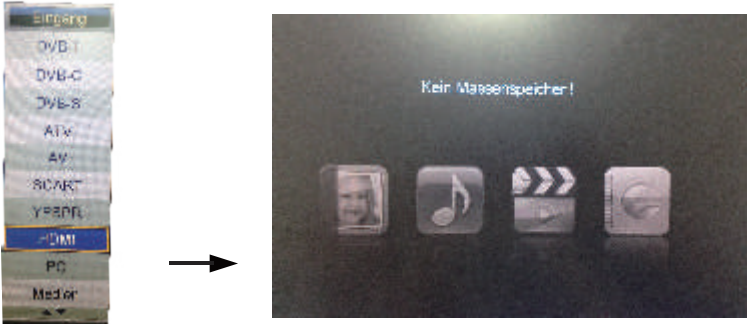 Eingang
DVB-T
DVB-C
DVB-S
ATV
AV
SCART
YPBPR
HDMI
PC
Medien
Kein Massenspeicher!